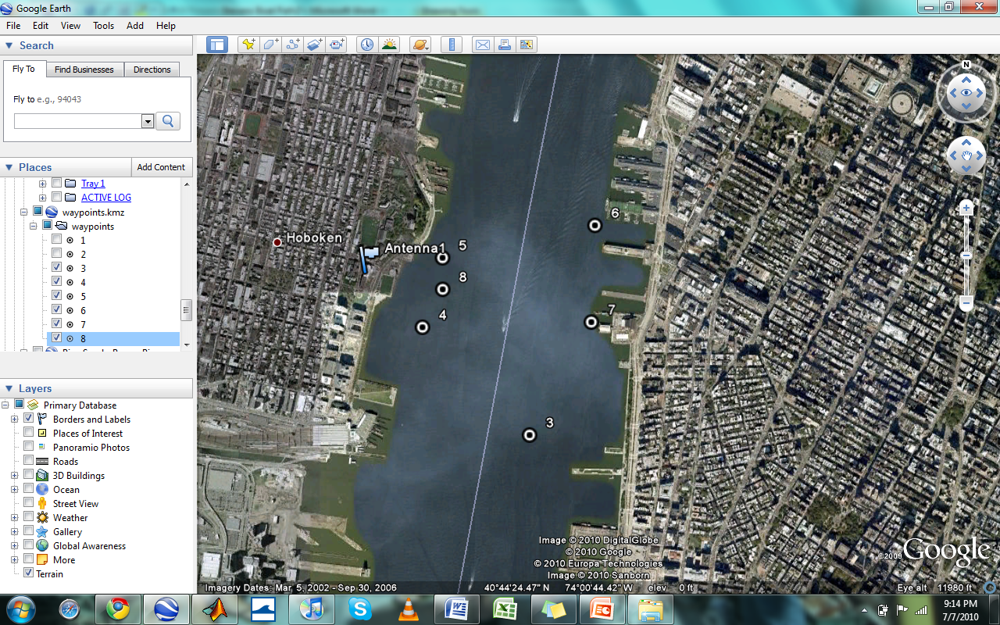 Google Earth
File Edit View Tools Add Help
Search
Fly To Find Businesses Directions
Fly to e.g., 94043
Places Add Content
Tray 1
ACTIVE LOG
waypoints.kmz
waypoints
1
2
3
4
5
6
7
8
Layers
Primary Database
Borders and Labels
Places of Interest
Panoramio Photos
Roads
3D Buildings
Ocean
Street View
Weather
Gallery
Global Awareness
More
Terrain
N
6
Hoboken
Antenna1
5
8
4
7
3
Image © 2010 DigitalGlobe
© 2010 Google
© 2010 Europa Technologies
Image © 2010 Sanborn
©2009 Google
Imagery Dates: Mar 5, 2002 - Sep 30, 2006 40°44'24.47" N 74°00'44.42" W elev 0 ft Eye alt 11980 ft
9:14 PM
7/7/2010